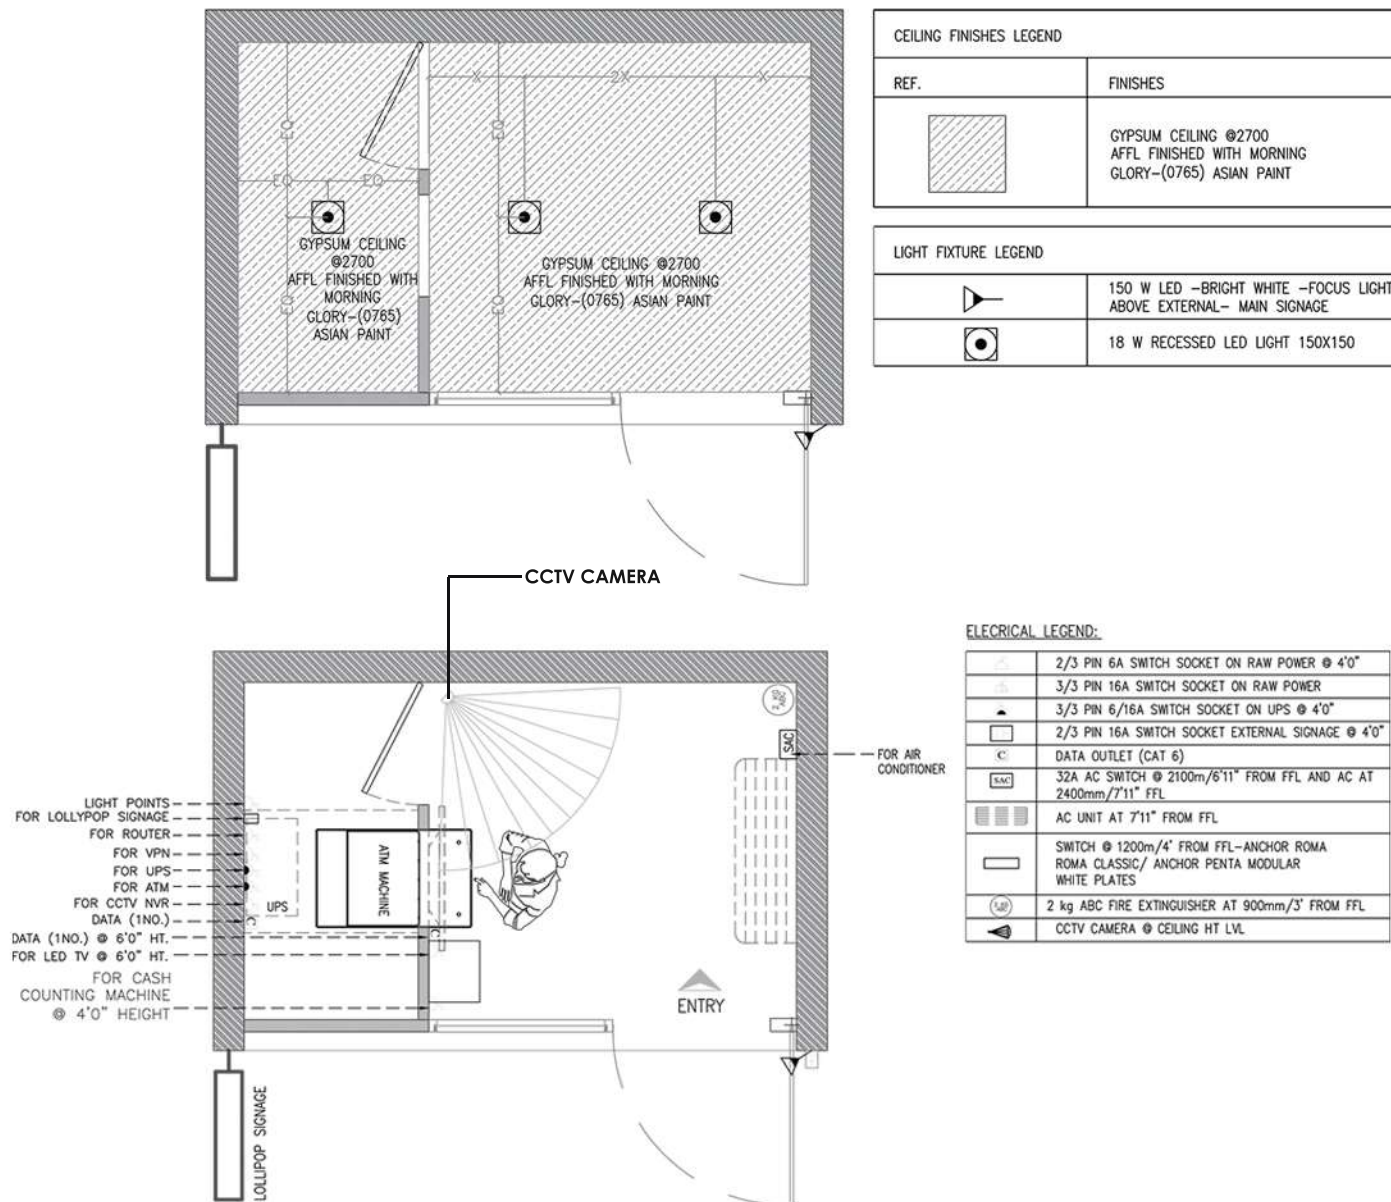 CEILING FINISHES LEGEND
REF.
FINISHES
GYPSUM CEILING @2700
AFFL FINISHED WITH MORNING
GLORY-(0765) ASIAN PAINT
LIGHT FIXTURE LEGEND
150 W LED -BRIGHT WHITE -FOCUS LIGHT
ABOVE EXTERNAL- MAIN SIGNAGE
18 W RECESSED LED LIGHT 150X150
X
2X
X
EQ
EQ
EQ
EQ
EQ
EQ
GYPSUM CEILING
@2700
AFFL FINISHED WITH
MORNING
GLORY-(0765)
ASIAN PAINT
GYPSUM CEILING @2700
AFFL FINISHED WITH MORNING
GLORY-(0765) ASIAN PAINT
CCTV CAMERA
2 KG
ABC
SAC
FOR AIR
CONDITIONER
LIGHT POINTS
FOR LOLLYPOP SIGNAGE
FOR ROUTER
FOR VPN
FOR UPS
FOR ATM
FOR CCTV NVR
DATA (1NO.)
DATA (1NO.) @ 6'0" HT.
FOR LED TV @ 6'0" HT.
FOR CASH
COUNTING MACHINE
@ 4'0" HEIGHT
UPS
C
ATM MACHINE
C
ENTRY
LOLLIPOP SIGNAGE
ELECRICAL LEGEND:
2/3 PIN 6A SWITCH SOCKET ON RAW POWER @ 4'0"
3/3 PIN 16A SWITCH SOCKET ON RAW POWER
3/3 PIN 6/16A SWITCH SOCKET ON UPS @ 4'0"
2/3 PIN 16A SWITCH SOCKET EXTERNAL SIGNAGE @ 4'0"
C
DATA OUTLET (CAT 6)
SAC
32A AC SWITCH @ 2100m/6'11" FROM FFL AND AC AT
2400mm/7'11" FFL
AC UNIT AT 7'11" FROM FFL
SWITCH @ 1200m/4' FROM FFL-ANCHOR ROMA
ROMA CLASSIC/ ANCHOR PENTA MODULAR
WHITE PLATES
2 kg ABC FIRE EXTINGUISHER AT 900mm/3' FROM FFL
CCTV CAMERA @ CEILING HT LVL